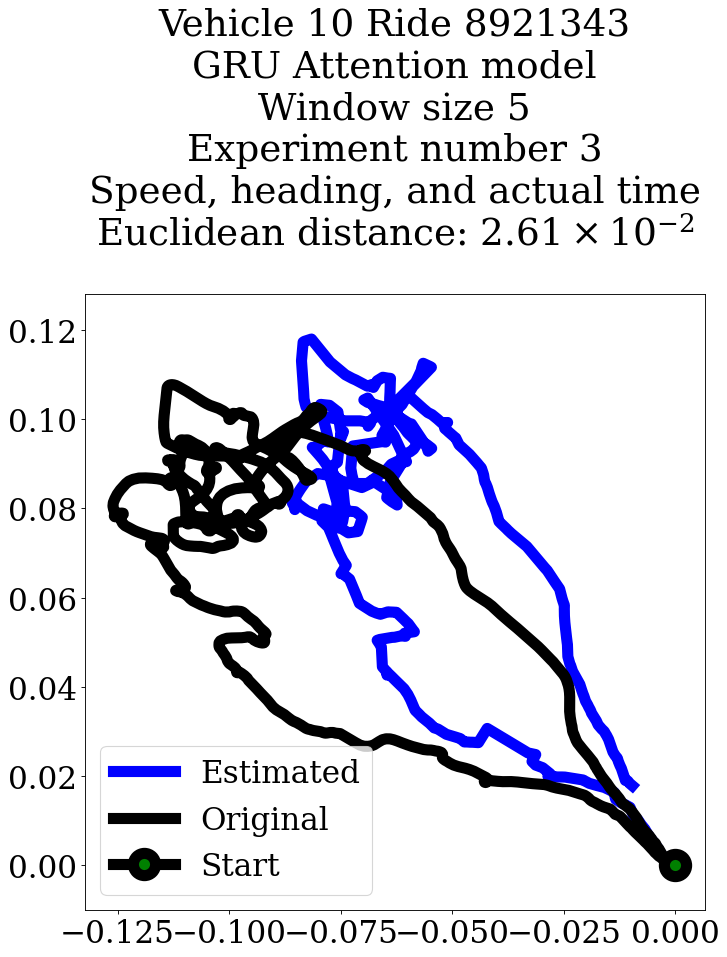 Vehicle 10 Ride 8921343
GRU Attention model
Window size 5
Experiment number 3
Speed, heading, and actual time
Euclidean distance: 2.61 × 10⁻²
0.12
0.10
0.08
0.06
0.04
0.02
0.00
Estimated
Original
Start
−0.125 −0.100 −0.075 −0.050 −0.025 0.000